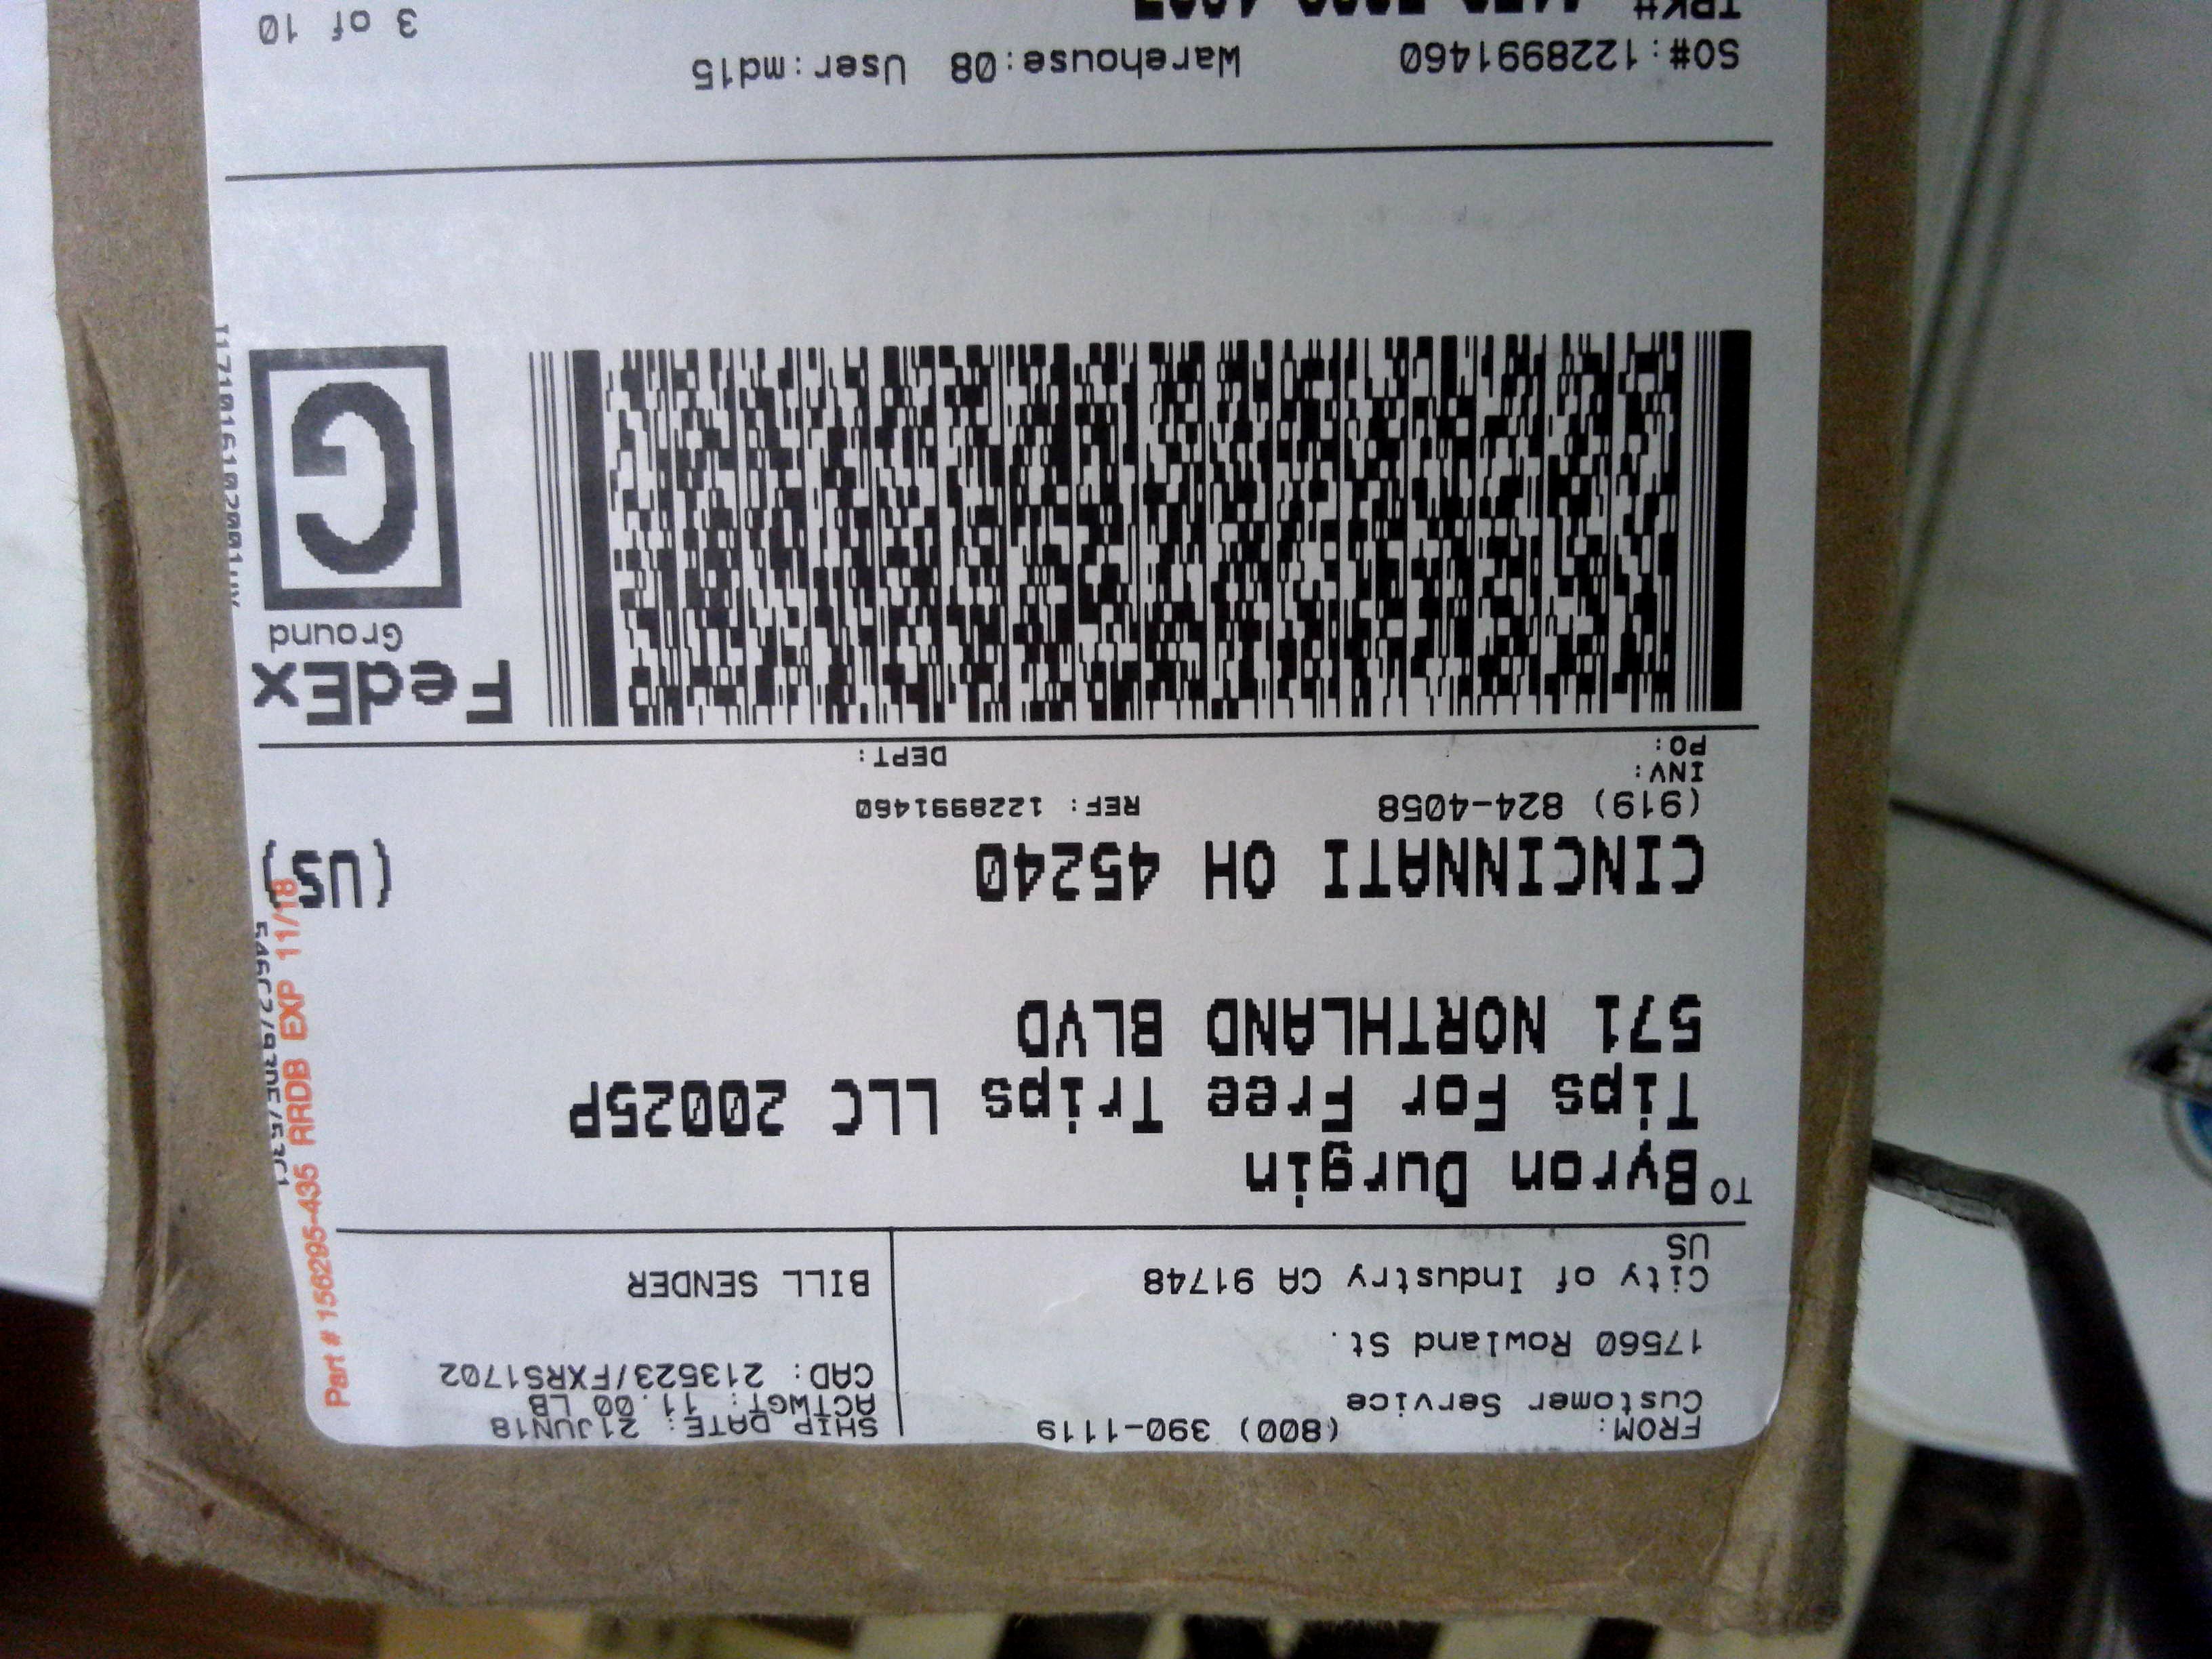 FROM: (800) 390-1119
Customer Service
17560 Rowland St.
City of Industry CA 91748
US
SHIP DATE: 21JUN18
ACTWGT: 11.00 LB
CAD: 213523/FXRS1702
BILL SENDER
TO Byron Durgin
Tips For Free Trips LLC 20025P
571 NORTHLAND BLVD
CINCINNATI OH 45240 (US)
(919) 824-4058 REF: 1228991460
INV:
PO: DEPT:
FedEx
Ground
G
SO#:1228991460 Warehouse:08 User:md15
3 of 10
TRK#
Part # 156295-435 RRDB EXP 11/18